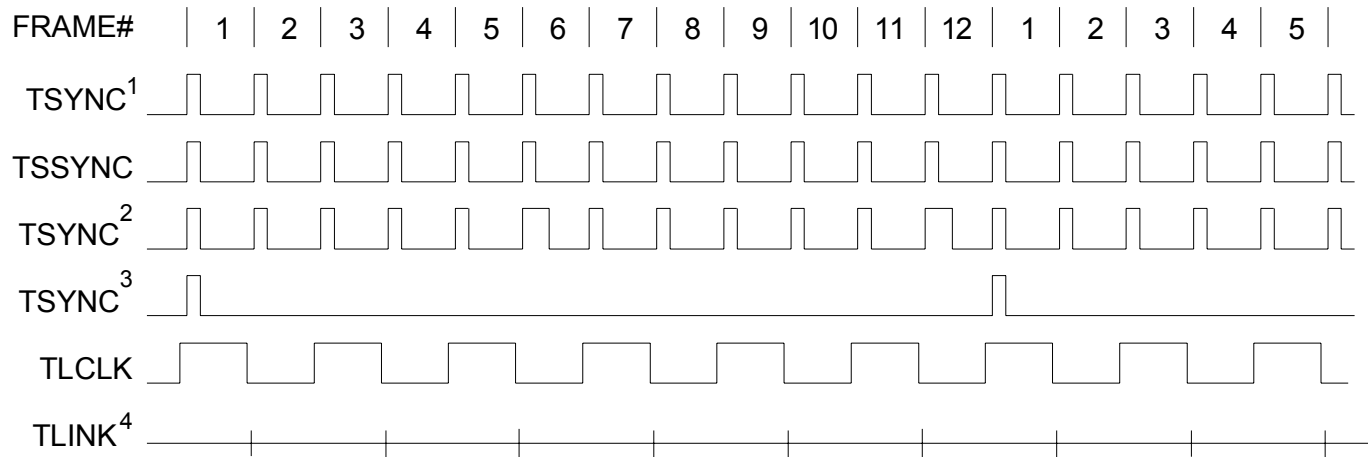 FRAME# 1 2 3 4 5 6 7 8 9 10 11 12 1 2 3 4 5
TSYNC¹
TSSYNC
TSYNC²
TSYNC³
TLCLK
TLINK⁴